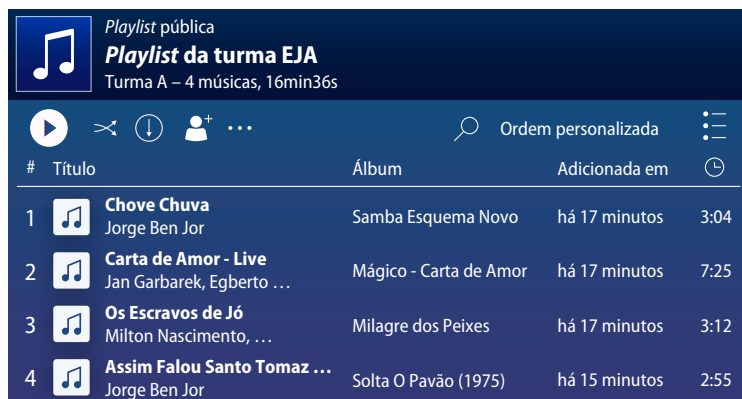 Playlist pública
Playlist da turma EJA
Turma A – 4 músicas, 16min36s
Ordem personalizada
# Título Álbum Adicionada em
1 Chove Chuva Samba Esquema Novo há 17 minutos 3:04
Jorge Ben Jor
2 Carta de Amor - Live Mágico - Carta de Amor há 17 minutos 7:25
Jan Garbarek, Egberto …
3 Os Escravos de Jó Milagre dos Peixes há 17 minutos 3:12
Milton Nascimento, …
4 Assim Falou Santo Tomaz … Solta O Pavão (1975) há 15 minutos 2:55
Jorge Ben Jor